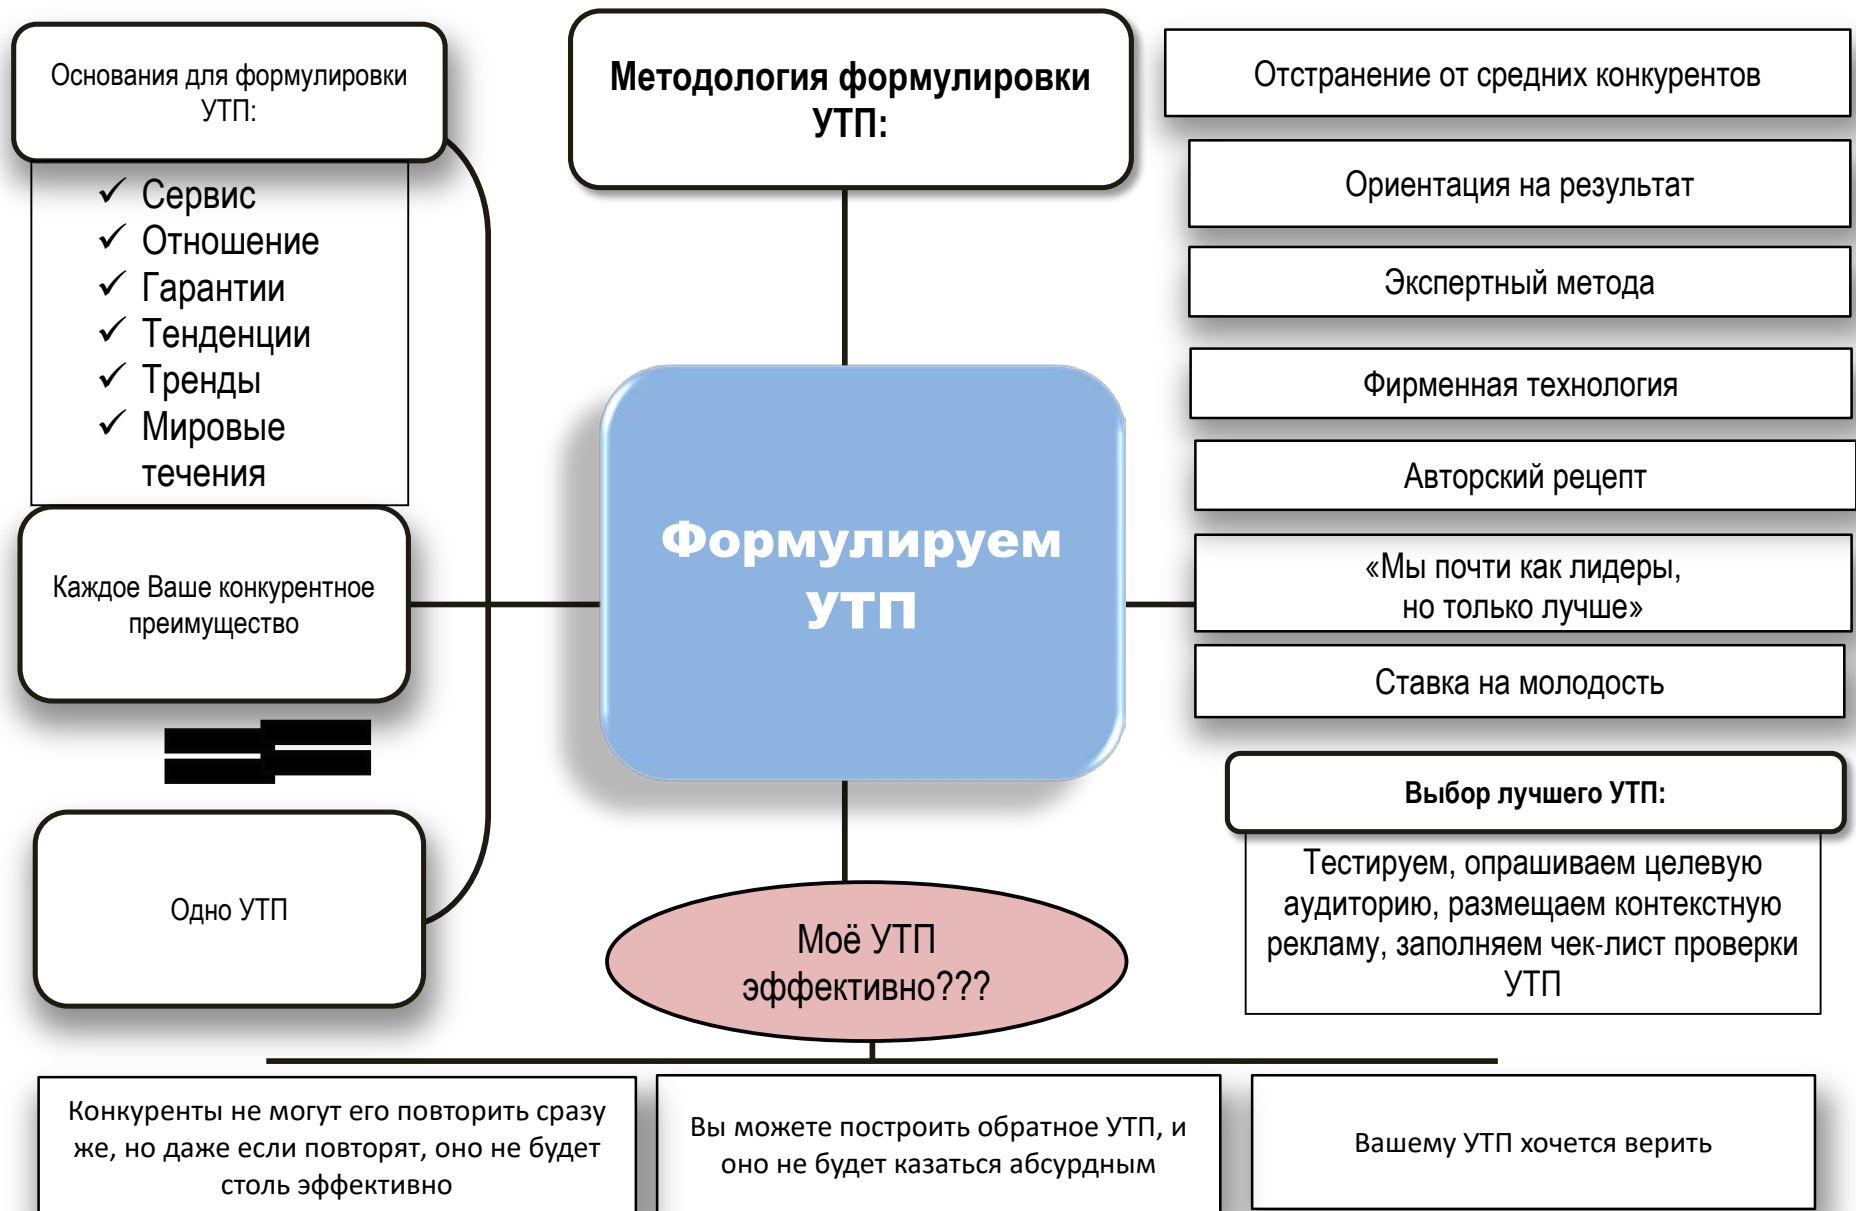 Основания для формулировки
УТП:
✓ Сервис
✓ Отношение
✓ Гарантии
✓ Тенденции
✓ Тренды
✓ Мировые
течения
Каждое Ваше конкурентное
преимущество
Одно УТП
Методология формулировки
УТП:
Формулируем
УТП
Моё УТП
эффективно???
Отстранение от средних конкурентов
Ориентация на результат
Экспертный метода
Фирменная технология
Авторский рецепт
«Мы почти как лидеры,
но только лучше»
Ставка на молодость
Выбор лучшего УТП:
Тестируем, опрашиваем целевую
аудиторию, размещаем контекстную
рекламу, заполняем чек-лист проверки
УТП
Конкуренты не могут его повторить сразу
же, но даже если повторят, оно не будет
столь эффективно
Вы можете построить обратное УТП, и
оно не будет казаться абсурдным
Вашему УТП хочется верить